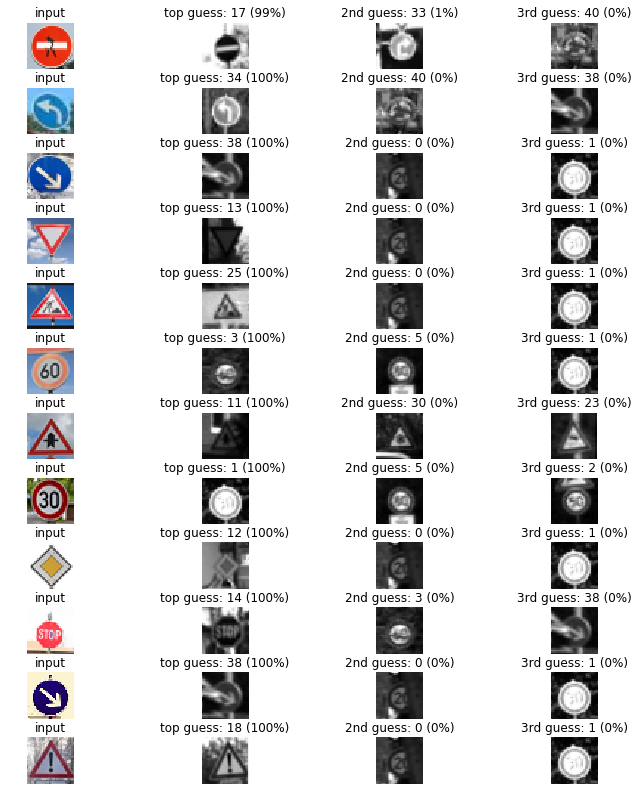 input top guess: 17 (99%) 2nd guess: 33 (1%) 3rd guess: 40 (0%)
input top guess: 34 (100%) 2nd guess: 40 (0%) 3rd guess: 38 (0%)
input top guess: 38 (100%) 2nd guess: 0 (0%) 3rd guess: 1 (0%)
input top guess: 13 (100%) 2nd guess: 0 (0%) 3rd guess: 1 (0%)
input top guess: 25 (100%) 2nd guess: 0 (0%) 3rd guess: 1 (0%)
input top guess: 3 (100%) 2nd guess: 5 (0%) 3rd guess: 1 (0%)
60
input top guess: 11 (100%) 2nd guess: 30 (0%) 3rd guess: 23 (0%)
input top guess: 1 (100%) 2nd guess: 5 (0%) 3rd guess: 2 (0%)
30
input top guess: 12 (100%) 2nd guess: 0 (0%) 3rd guess: 1 (0%)
input top guess: 14 (100%) 2nd guess: 3 (0%) 3rd guess: 38 (0%)
STOP STOP
input top guess: 38 (100%) 2nd guess: 0 (0%) 3rd guess: 1 (0%)
input top guess: 18 (100%) 2nd guess: 0 (0%) 3rd guess: 1 (0%)